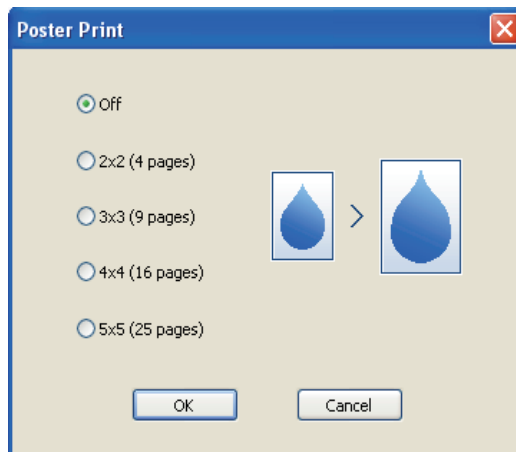 Poster Print
Off
2x2 (4 pages)
3x3 (9 pages)
4x4 (16 pages)
5x5 (25 pages)
OK
Cancel